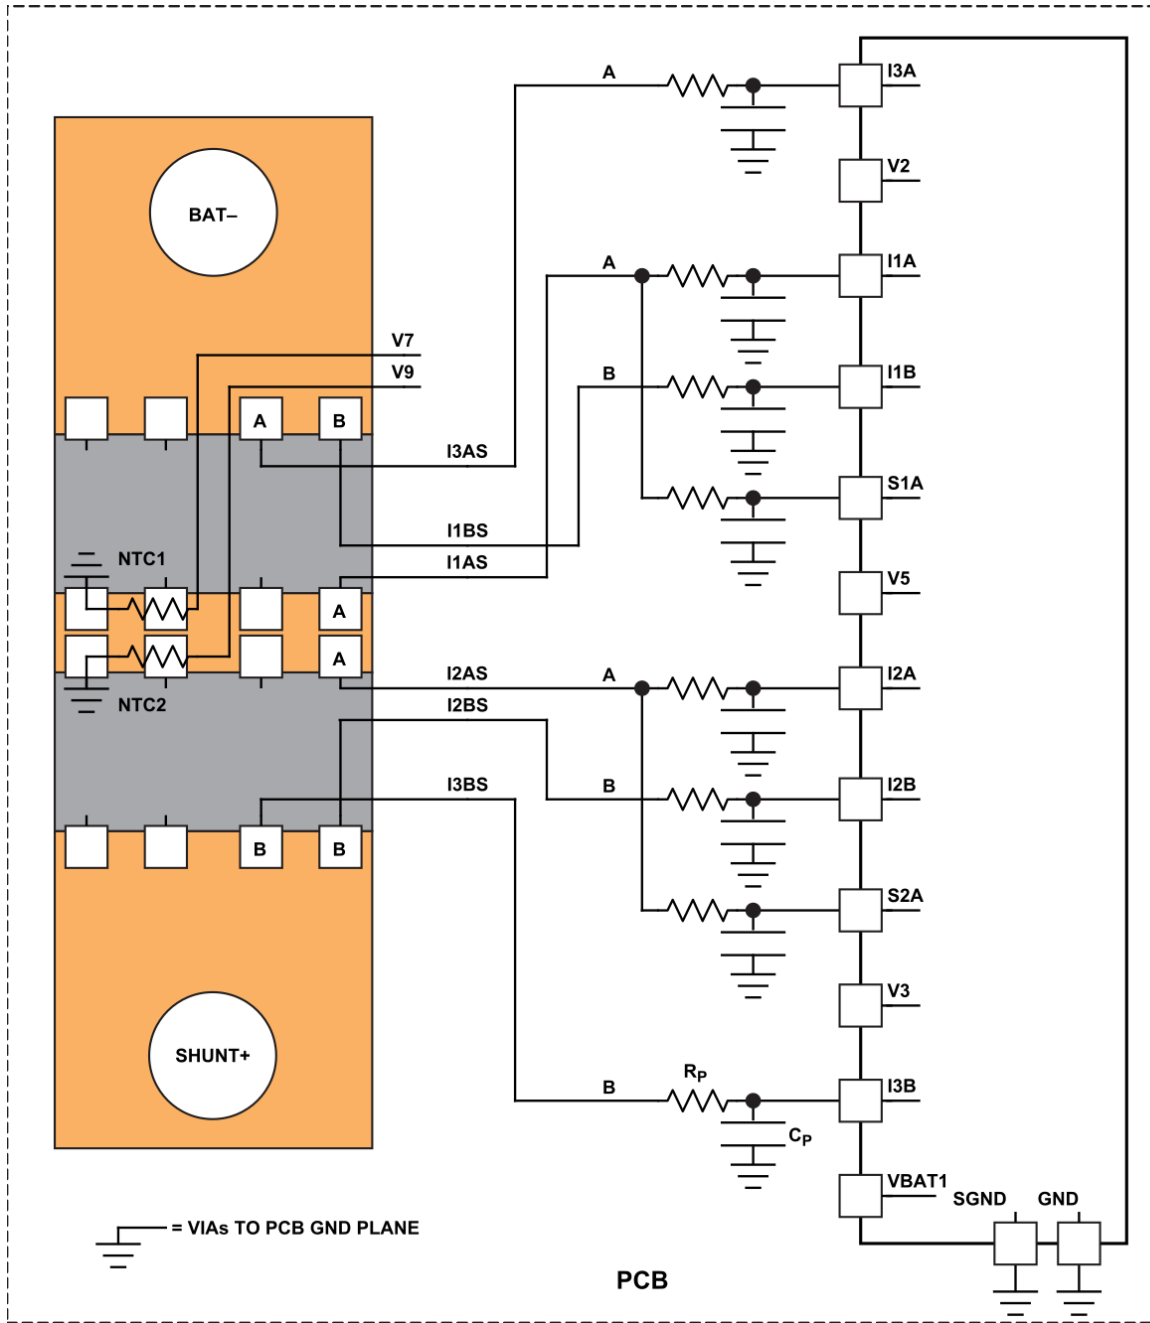 A
I3A
V2
BAT–
A
I1A
V7
V9
B
I1B
A
B
I3AS
S1A
I1BS
NTC1
I1AS
V5
A
A
I2AS
A
I2A
NTC2
I2BS
I3BS
B
I2B
B
B
S2A
V3
SHUNT+
RP
B
I3B
CP
VBAT1
SGND
GND
= VIAs TO PCB GND PLANE
PCB